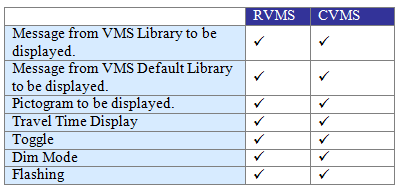 RVMS CVMS
Message from VMS Library to be
displayed. ✓ ✓
Message from VMS Default Library
to be displayed. ✓ ✓
Pictogram to be displayed. ✓ ✓
Travel Time Display ✓ ✓
Toggle ✓ ✓
Dim Mode ✓ ✓
Flashing ✓ ✓